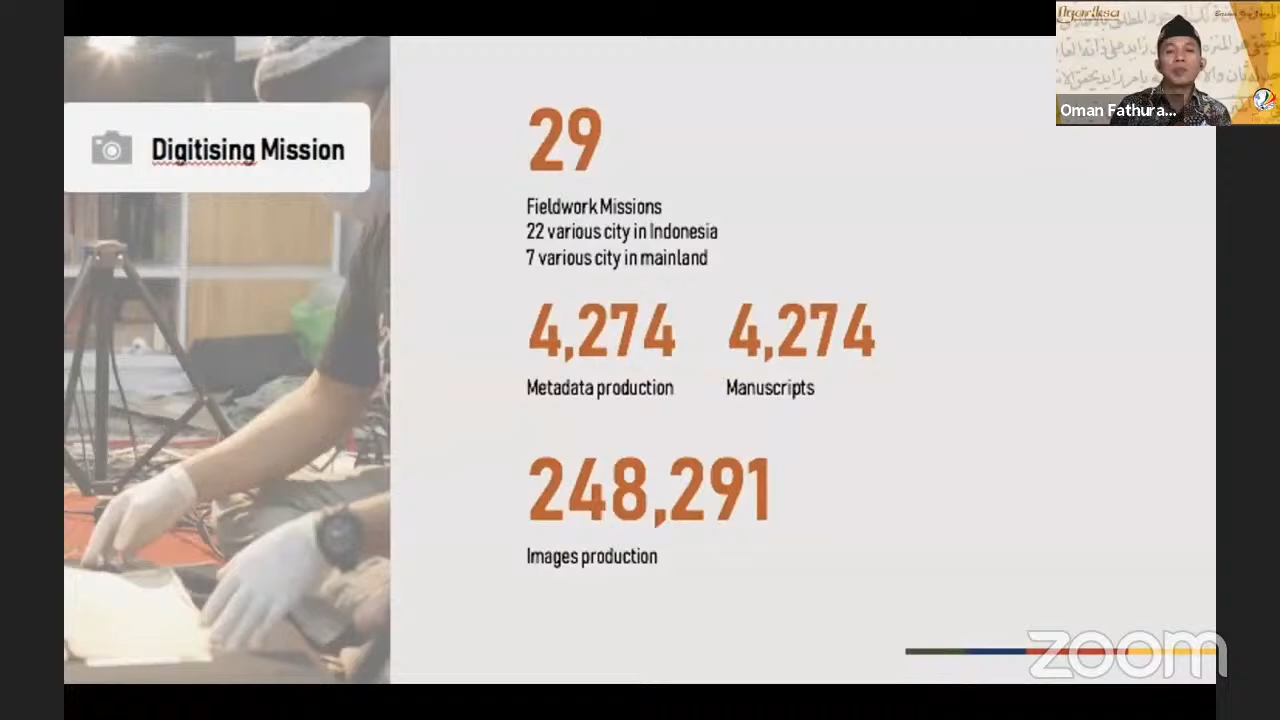 Digitising Mission
29
Fieldwork Missions
22 various city in Indonesia
7 various city in mainland
4,274
Metadata production
4,274
Manuscripts
248,291
Images production
Ngariksa
Oman Fathura...
zoom